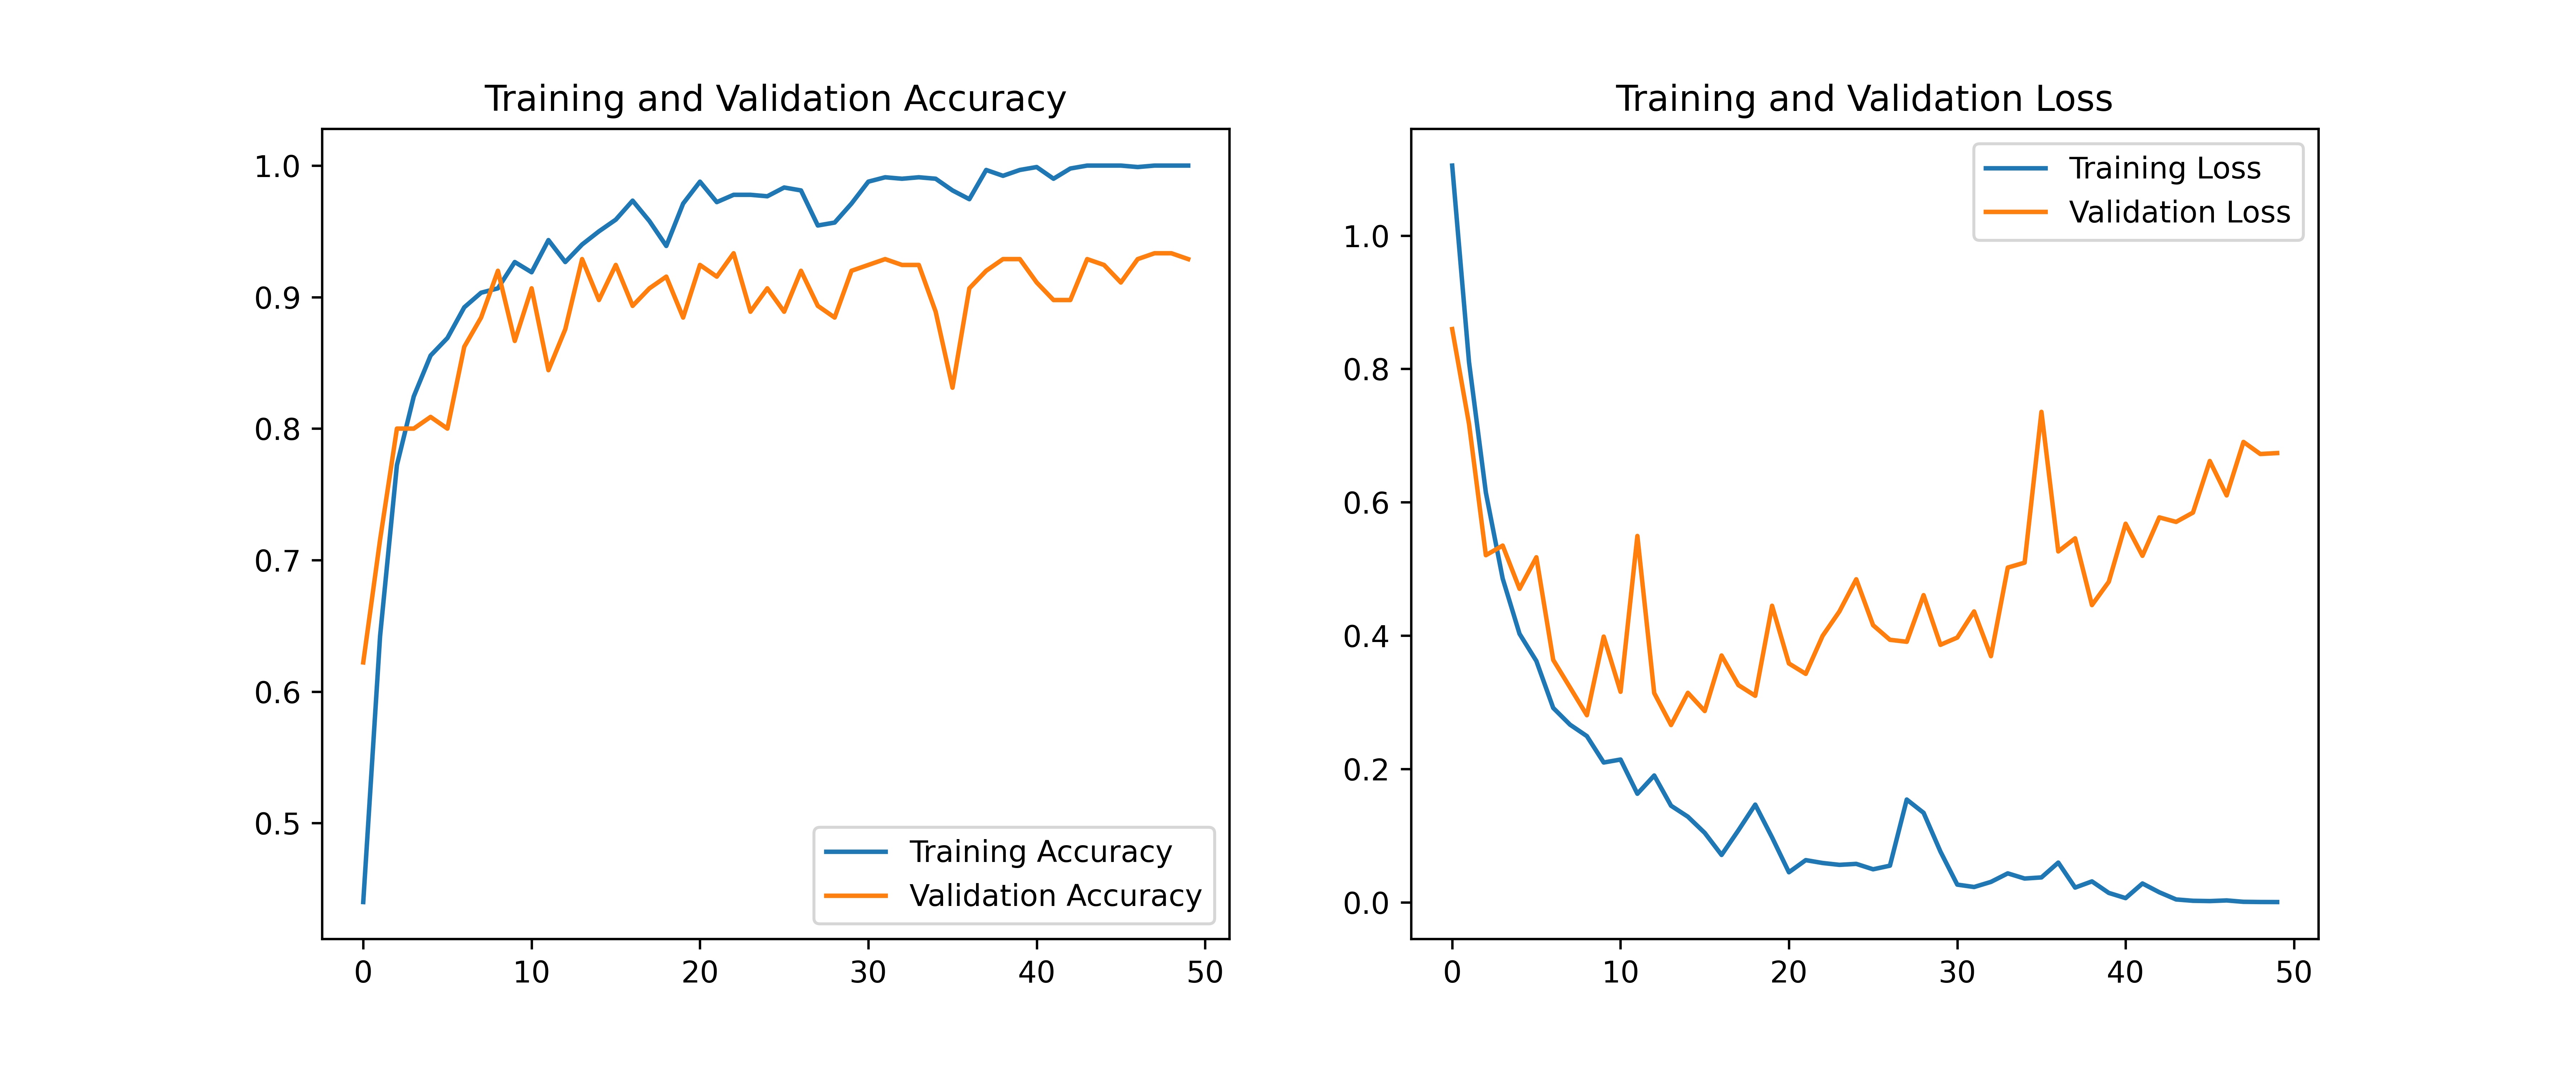 Training and Validation Accuracy
1.0
0.9
0.8
0.7
0.6
0.5
Training Accuracy
Validation Accuracy
0 10 20 30 40 50
Training and Validation Loss
Training Loss
Validation Loss
1.0
0.8
0.6
0.4
0.2
0.0
0 10 20 30 40 50